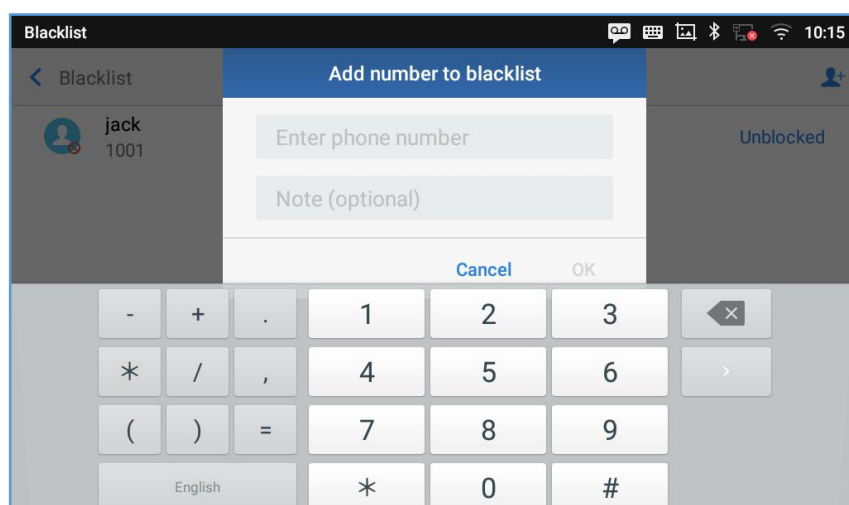 Blacklist
10:15
Blacklist
Add number to blacklist
jack
1001
Unblocked
Enter phone number
Note (optional)
Cancel OK
- + . 1 2 3
* / , 4 5 6
( ) = 7 8 9
English * 0 #